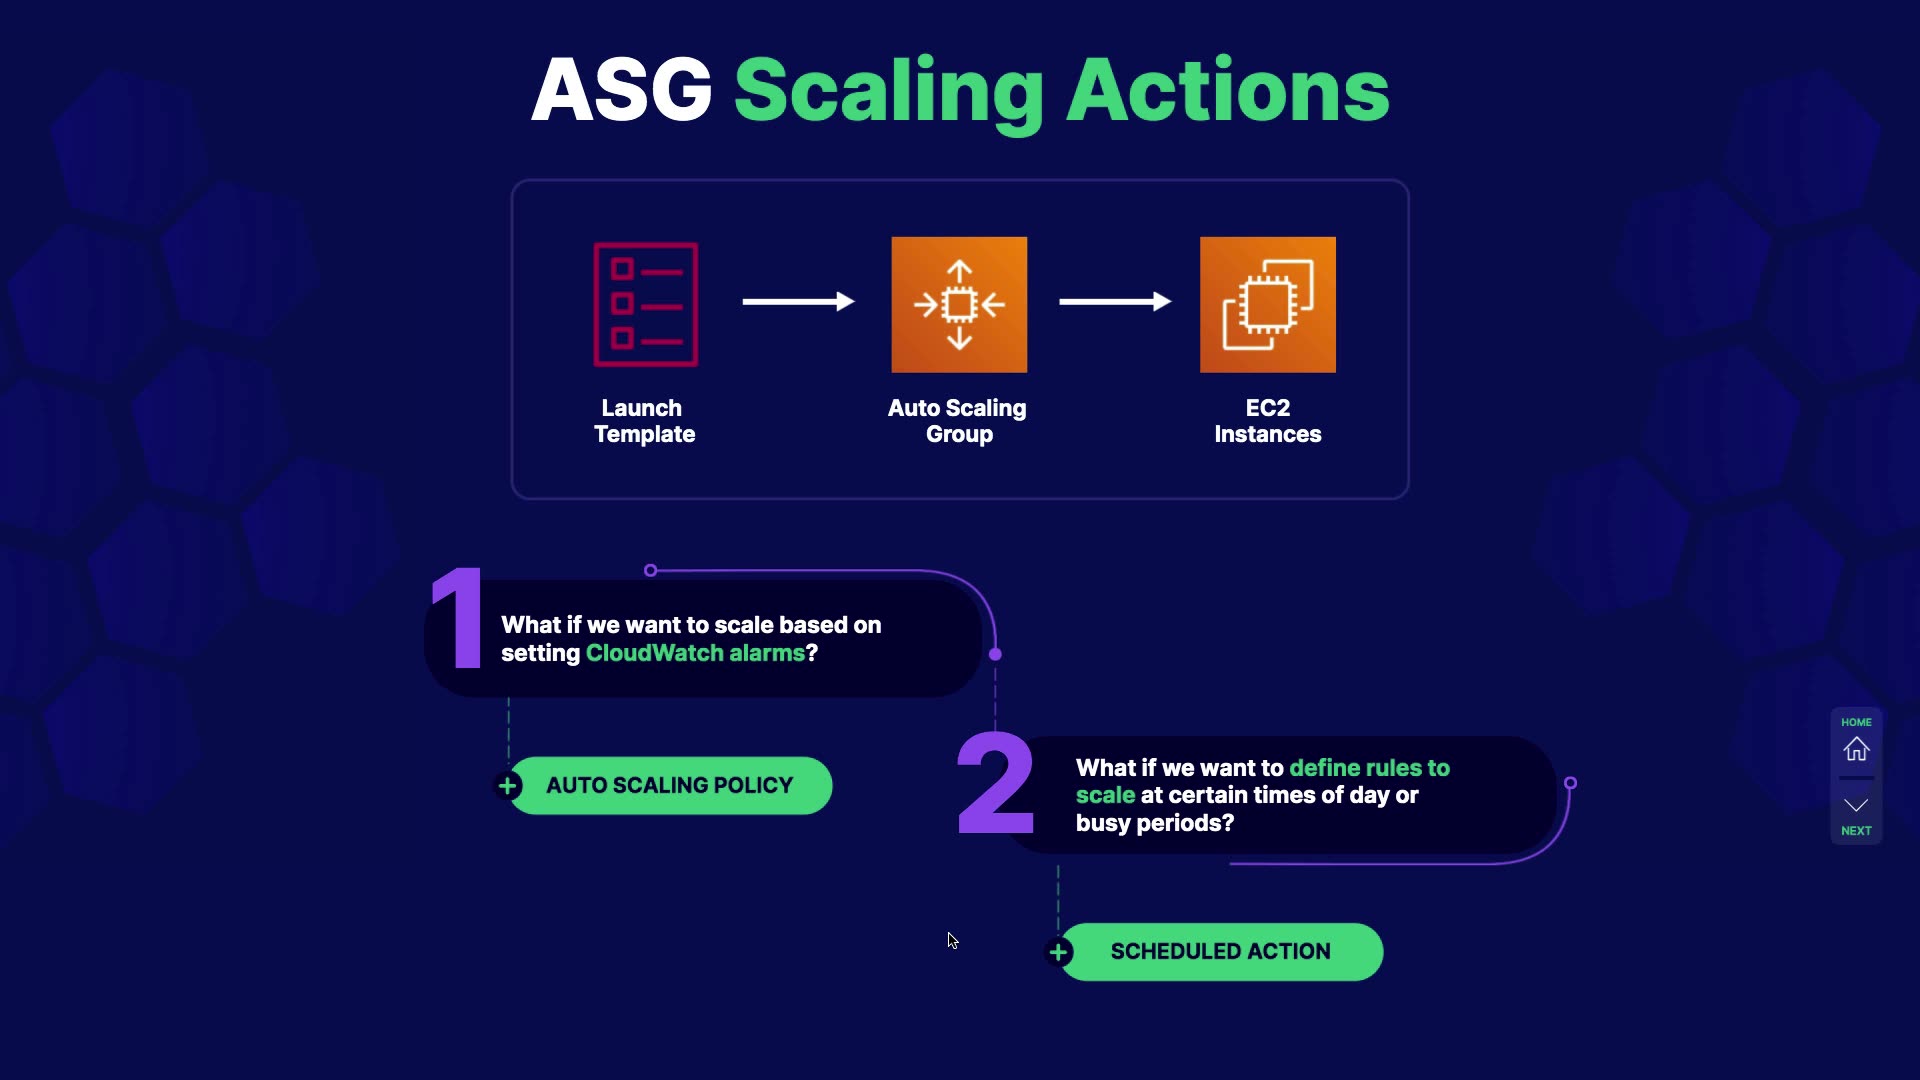 ASG Scaling Actions
Launch
Template
Auto Scaling
Group
EC2
Instances
1
What if we want to scale based on
setting CloudWatch alarms?
AUTO SCALING POLICY
2
What if we want to define rules to
scale at certain times of day or
busy periods?
SCHEDULED ACTION
HOME
NEXT